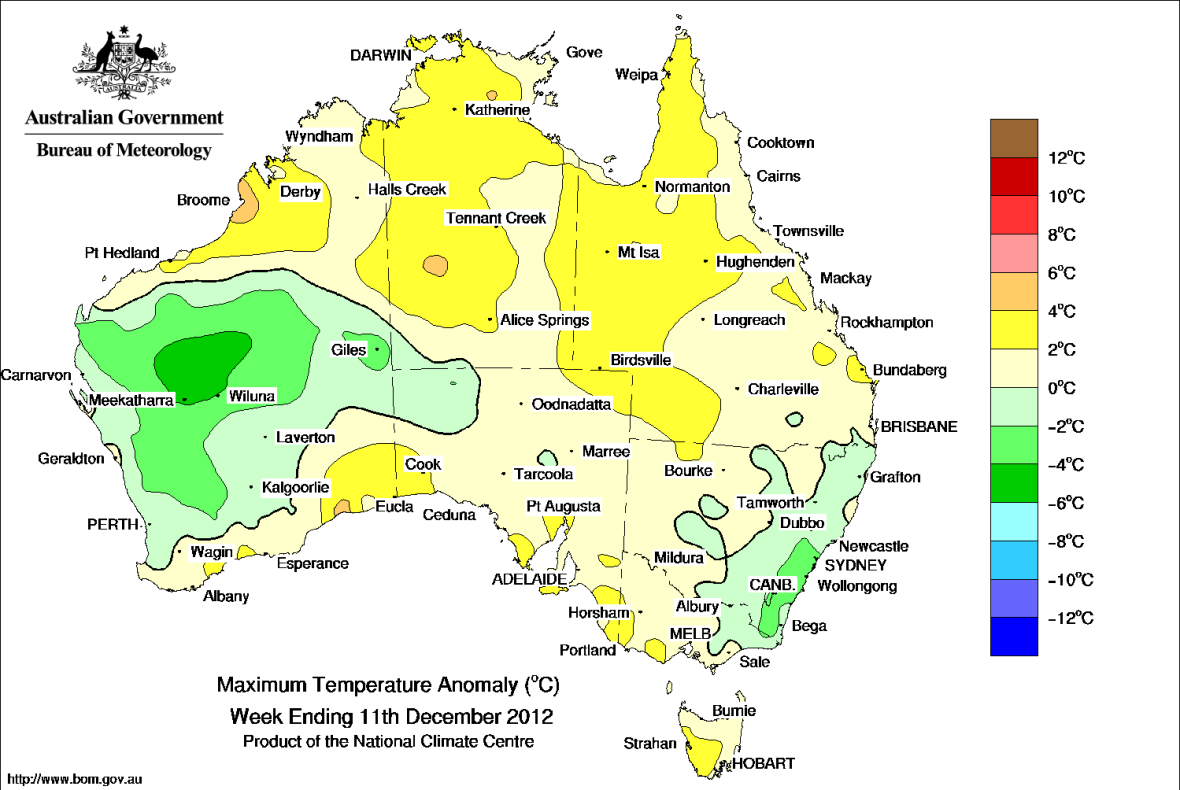 AUSTRALIA
Australian Government
Bureau of Meteorology
DARWIN
Gove
Weipa
Katherine
Wyndham
Cooktown
Cairns
Derby
Halls Creek
Normanton
Broome
Tennant Creek
Townsville
Pt Hedland
Mt Isa
Hughenden
Mackay
Alice Springs
Longreach
Rockhampton
Giles
Birdsville
Carnarvon
Bundaberg
Meekatharra
Wiluna
Charleville
Oodnadatta
BRISBANE
Laverton
Geraldton
Marree
Cook
Tarcoola
Bourke
Grafton
Kalgoorlie
Eucla
Pt Augusta
Tamworth
Ceduna
PERTH
Dubbo
Wagin
Newcastle
Esperance
Mildura
SYDNEY
ADELAIDE
CANB.
Wollongong
Albany
Horsham
Albury
Bega
MELB
Portland
Sale
Burnie
Strahan
HOBART
12°C
10°C
8°C
6°C
4°C
2°C
0°C
-2°C
-4°C
-6°C
-8°C
-10°C
-12°C
Maximum Temperature Anomaly (°C)
Week Ending 11th December 2012
Product of the National Climate Centre
http://www.bom.gov.au